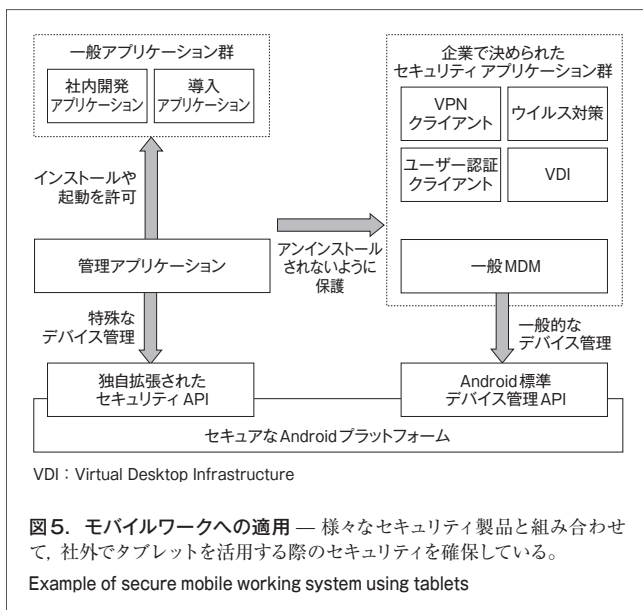 一般アプリケーション群
社内開発
アプリケーション
導入
アプリケーション
企業で決められた
セキュリティ アプリケーション群
VPN
クライアント
ウイルス対策
ユーザー認証
クライアント
VDI
インストールや
起動を許可
管理アプリケーション
アンインストール
されないように
保護
一般MDM
特殊な
デバイス管理
一般的な
デバイス管理
独自拡張された
セキュリティ API
Android標準
デバイス管理API
セキュアなAndroidプラットフォーム
VDI：Virtual Desktop Infrastructure
図5．モバイルワークへの適用 — 様々なセキュリティ製品と組み合わせ
て，社外でタブレットを活用する際のセキュリティを確保している。
Example of secure mobile working system using tablets